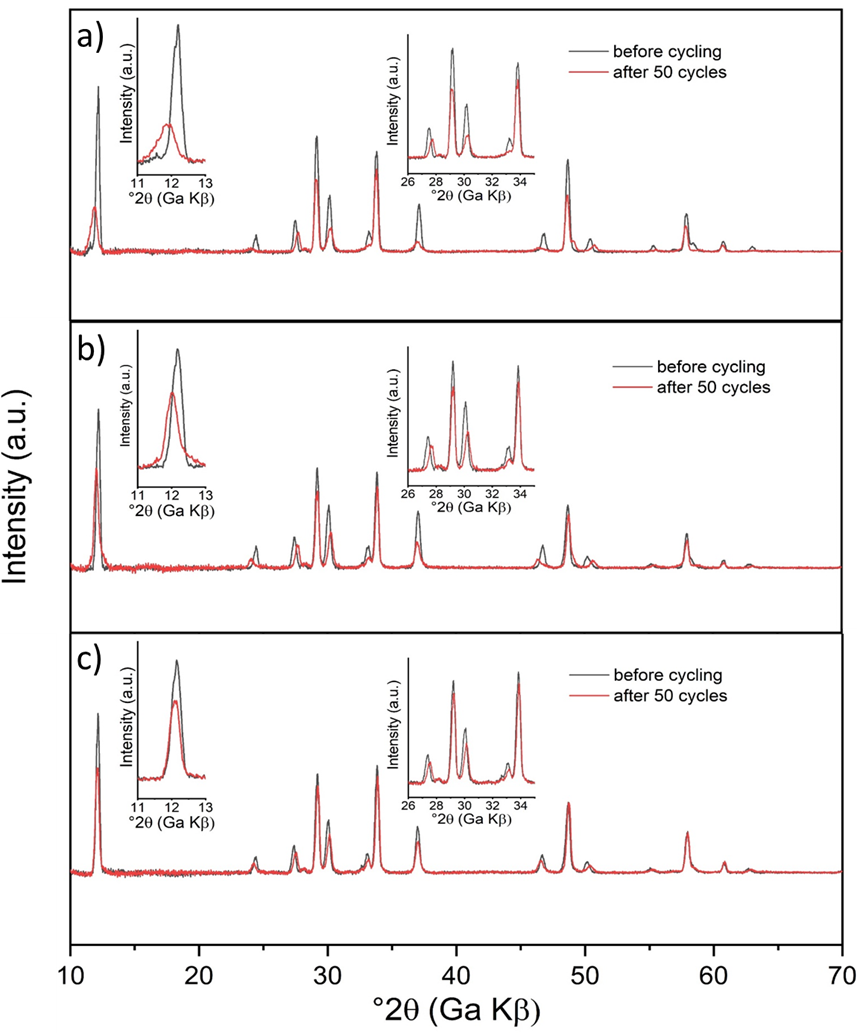 a)
Intensity (a.u.)
11 12 13
°2θ (Ga Kβ)
Intensity (a.u.)
26 28 30 32 34
°2θ (Ga Kβ)
before cycling
after 50 cycles
b)
Intensity (a.u.)
11 12 13
°2θ (Ga Kβ)
Intensity (a.u.)
26 28 30 32 34
°2θ (Ga Kβ)
before cycling
after 50 cycles
c)
Intensity (a.u.)
11 12 13
°2θ (Ga Kβ)
Intensity (a.u.)
26 28 30 32 34
°2θ (Ga Kβ)
before cycling
after 50 cycles
Intensity (a.u.)
10 20 30 40 50 60 70
°2θ (Ga Kβ)